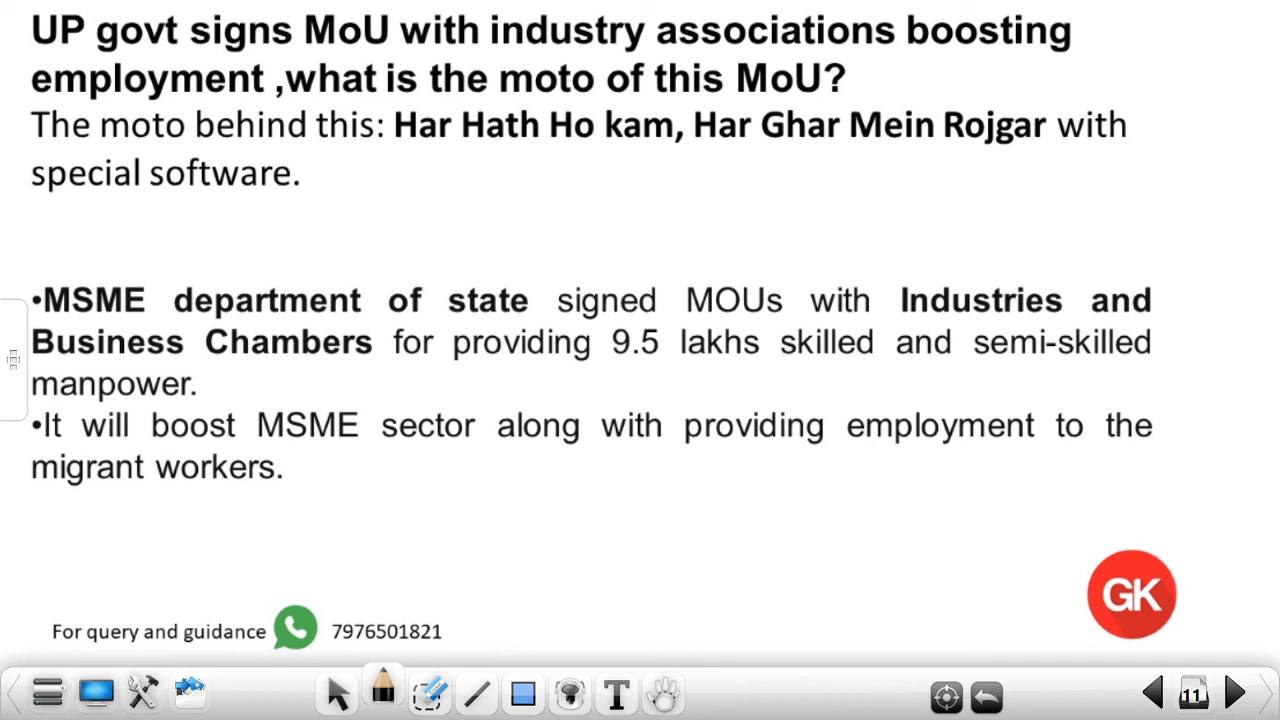 UP govt signs MoU with industry associations boosting
employment ,what is the moto of this MoU?
The moto behind this: Har Hath Ho kam, Har Ghar Mein Rojgar with
special software.
•MSME department of state signed MOUs with Industries and
Business Chambers for providing 9.5 lakhs skilled and semi-skilled
manpower.
•It will boost MSME sector along with providing employment to the
migrant workers.
GK
For query and guidance 7976501821
T
11